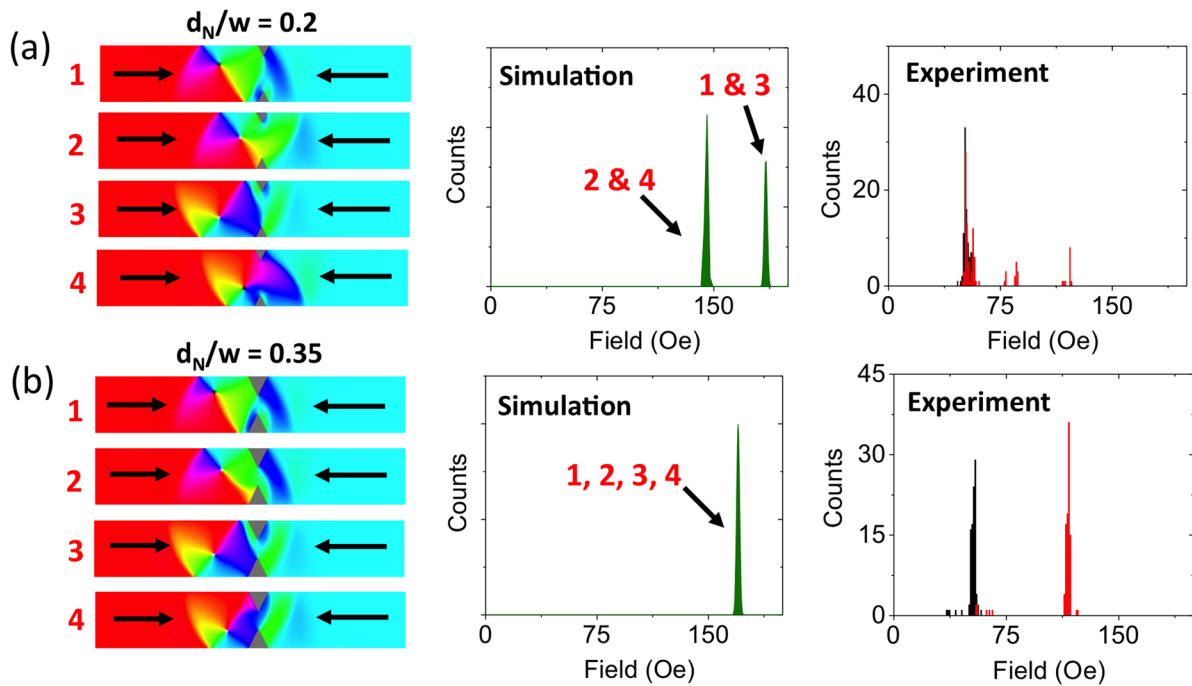 (a)
d_N/w = 0.2
1
2
3
4
Simulation
1 & 3
2 & 4
Counts
0
75
150
Field (Oe)
Experiment
Counts
40
20
0
0
75
150
Field (Oe)
(b)
d_N/w = 0.35
1
2
3
4
Simulation
1, 2, 3, 4
Counts
0
75
150
Field (Oe)
Experiment
Counts
45
30
15
0
0
75
150
Field (Oe)